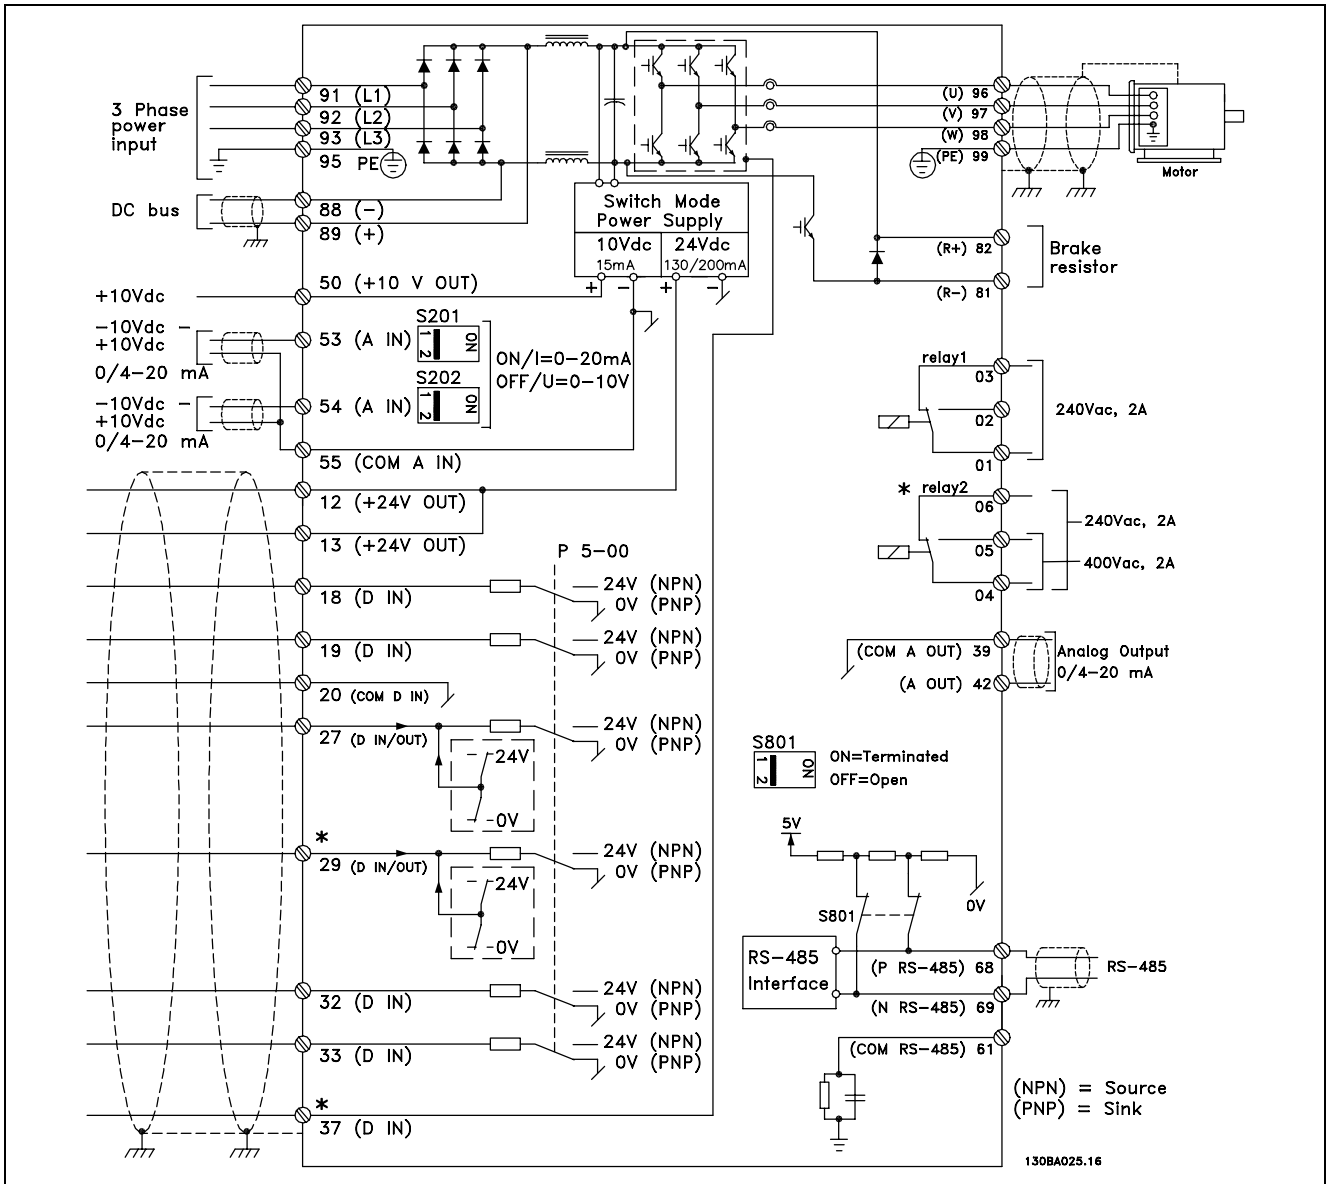 3 Phase
power
input
91 (L1)
92 (L2)
93 (L3)
95 PE
DC bus
88 (-)
89 (+)
+10Vdc
50 (+10 V OUT)
-10Vdc -
+10Vdc
0/4-20 mA
53 (A IN)
S201
1
2
ON
S202
1
2
ON
ON/I=0-20mA
OFF/U=0-10V
-10Vdc -
+10Vdc
0/4-20 mA
54 (A IN)
55 (COM A IN)
12 (+24V OUT)
13 (+24V OUT)
P 5-00
18 (D IN)
24V (NPN)
0V (PNP)
19 (D IN)
24V (NPN)
0V (PNP)
20 (COM D IN)
27 (D IN/OUT)
24V (NPN)
0V (PNP)
24V
0V
*
29 (D IN/OUT)
24V (NPN)
0V (PNP)
24V
0V
32 (D IN)
24V (NPN)
0V (PNP)
33 (D IN)
24V (NPN)
0V (PNP)
*
37 (D IN)
Switch Mode
Power Supply
10Vdc
15mA
24Vdc
130/200mA
+ - + -
(U) 96
(V) 97
(W) 98
(PE) 99
Motor
(R+) 82
Brake
resistor
(R-) 81
relay1
03
02
01
240Vac, 2A
* relay2
06
05
04
240Vac, 2A
400Vac, 2A
(COM A OUT) 39
(A OUT) 42
Analog Output
0/4-20 mA
S801
1
2
ON
ON=Terminated
OFF=Open
5V
0V
S801
RS-485
Interface
(P RS-485) 68
(N RS-485) 69
RS-485
(COM RS-485) 61
(NPN) = Source
(PNP) = Sink
130BA025.16